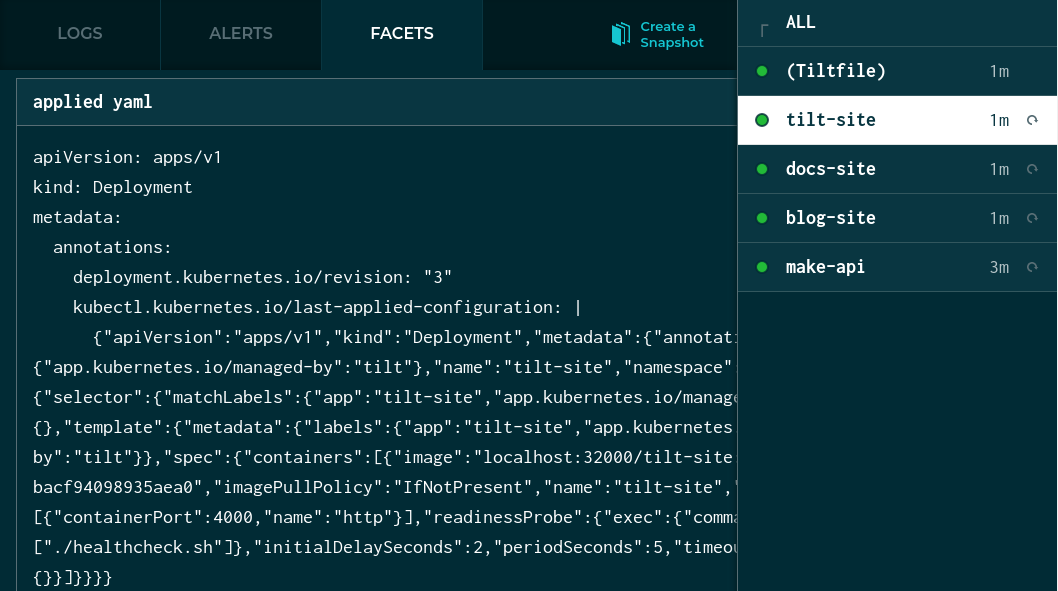 LOGS ALERTS FACETS Create a
Snapshot
applied yaml
apiVersion: apps/v1
kind: Deployment
metadata:
  annotations:
    deployment.kubernetes.io/revision: "3"
    kubectl.kubernetes.io/last-applied-configuration: |
      {"apiVersion":"apps/v1","kind":"Deployment","metadata":{"annotati
{"app.kubernetes.io/managed-by":"tilt"},"name":"tilt-site","namespace"
{"selector":{"matchLabels":{"app":"tilt-site","app.kubernetes.io/manage
{},"template":{"metadata":{"labels":{"app":"tilt-site","app.kubernetes
by":"tilt"}},"spec":{"containers":[{"image":"localhost:32000/tilt-site
bacf94098935aea0","imagePullPolicy":"IfNotPresent","name":"tilt-site",
[{"containerPort":4000,"name":"http"}],"readinessProbe":{"exec":{"comma
["./healthcheck.sh"]},"initialDelaySeconds":2,"periodSeconds":5,"timeou
{}}]}}}}
ALL
(Tiltfile) 1m
tilt-site 1m
docs-site 1m
blog-site 1m
make-api 3m